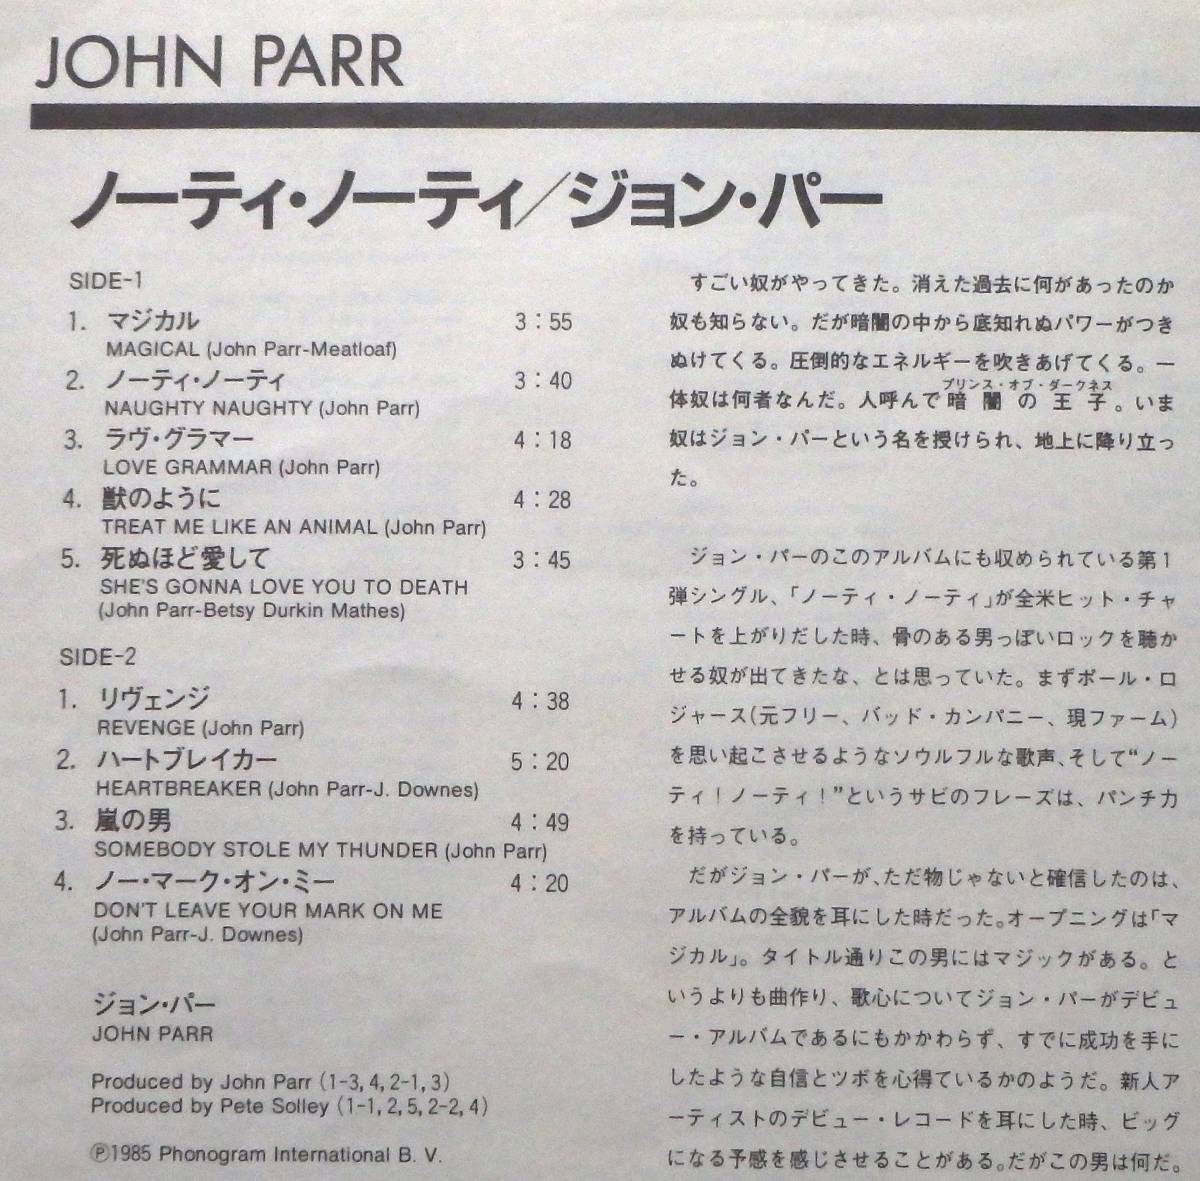 JOHN PARR
ノーティ・ノーティ／ジョン・パー
SIDE-1
1. マジカル 3：55
MAGICAL (John Parr-Meatloaf)
2. ノーティ・ノーティ 3：40
NAUGHTY NAUGHTY (John Parr)
3. ラヴ・グラマー 4：18
LOVE GRAMMAR (John Parr)
4. 獣のように 4：28
TREAT ME LIKE AN ANIMAL (John Parr)
5. 死ぬほど愛して 3：45
SHE'S GONNA LOVE YOU TO DEATH
(John Parr-Betsy Durkin Mathes)
SIDE-2
1. リヴェンジ 4：38
REVENGE (John Parr)
2. ハートブレイカー 5：20
HEARTBREAKER (John Parr-J. Downes)
3. 嵐の男 4：49
SOMEBODY STOLE MY THUNDER (John Parr)
4. ノー・マーク・オン・ミー 4：20
DON'T LEAVE YOUR MARK ON ME
(John Parr-J. Downes)
ジョン・パー
JOHN PARR
Produced by John Parr (1-3, 4, 2-1, 3)
Produced by Pete Solley (1-1, 2, 5, 2-2, 4)
Ⓟ1985 Phonogram International B. V.
すごい奴がやってきた。消えた過去に何があったのか
奴も知らない。だが暗闇の中から底知れぬパワーがつき
ぬけてくる。圧倒的なエネルギーを吹きあげてくる。一
プリンス・オブ・ダークネス
体奴は何者なんだ。人呼んで暗闇の王子。いま
奴はジョン・パーという名を授けられ、地上に降り立っ
た。
ジョン・パーのこのアルバムにも収められている第1
弾シングル、「ノーティ・ノーティ」が全米ヒット・チャ
ートを上がりだした時、骨のある男っぽいロックを聴か
せる奴が出てきたな、とは思っていた。まずポール・ロ
ジャース(元フリー、バッド・カンパニー、現ファーム)
を思い起こさせるようなソウルフルな歌声、そして“ノー
ティ！ノーティ！”というサビのフレーズは、パンチ力
を持っている。
だがジョン・パーが、ただ物じゃないと確信したのは、
アルバムの全貌を耳にした時だった。オープニングは「マ
ジカル」。タイトル通りこの男にはマジックがある。と
いうよりも曲作り、歌心についてジョン・パーがデビュ
ー・アルバムであるにもかかわらず、すでに成功を手に
したような自信とツボを心得ているかのようだ。新人ア
ーティストのデビュー・レコードを耳にした時、ビッグ
になる予感を感じさせることがある。だがこの男は何だ。